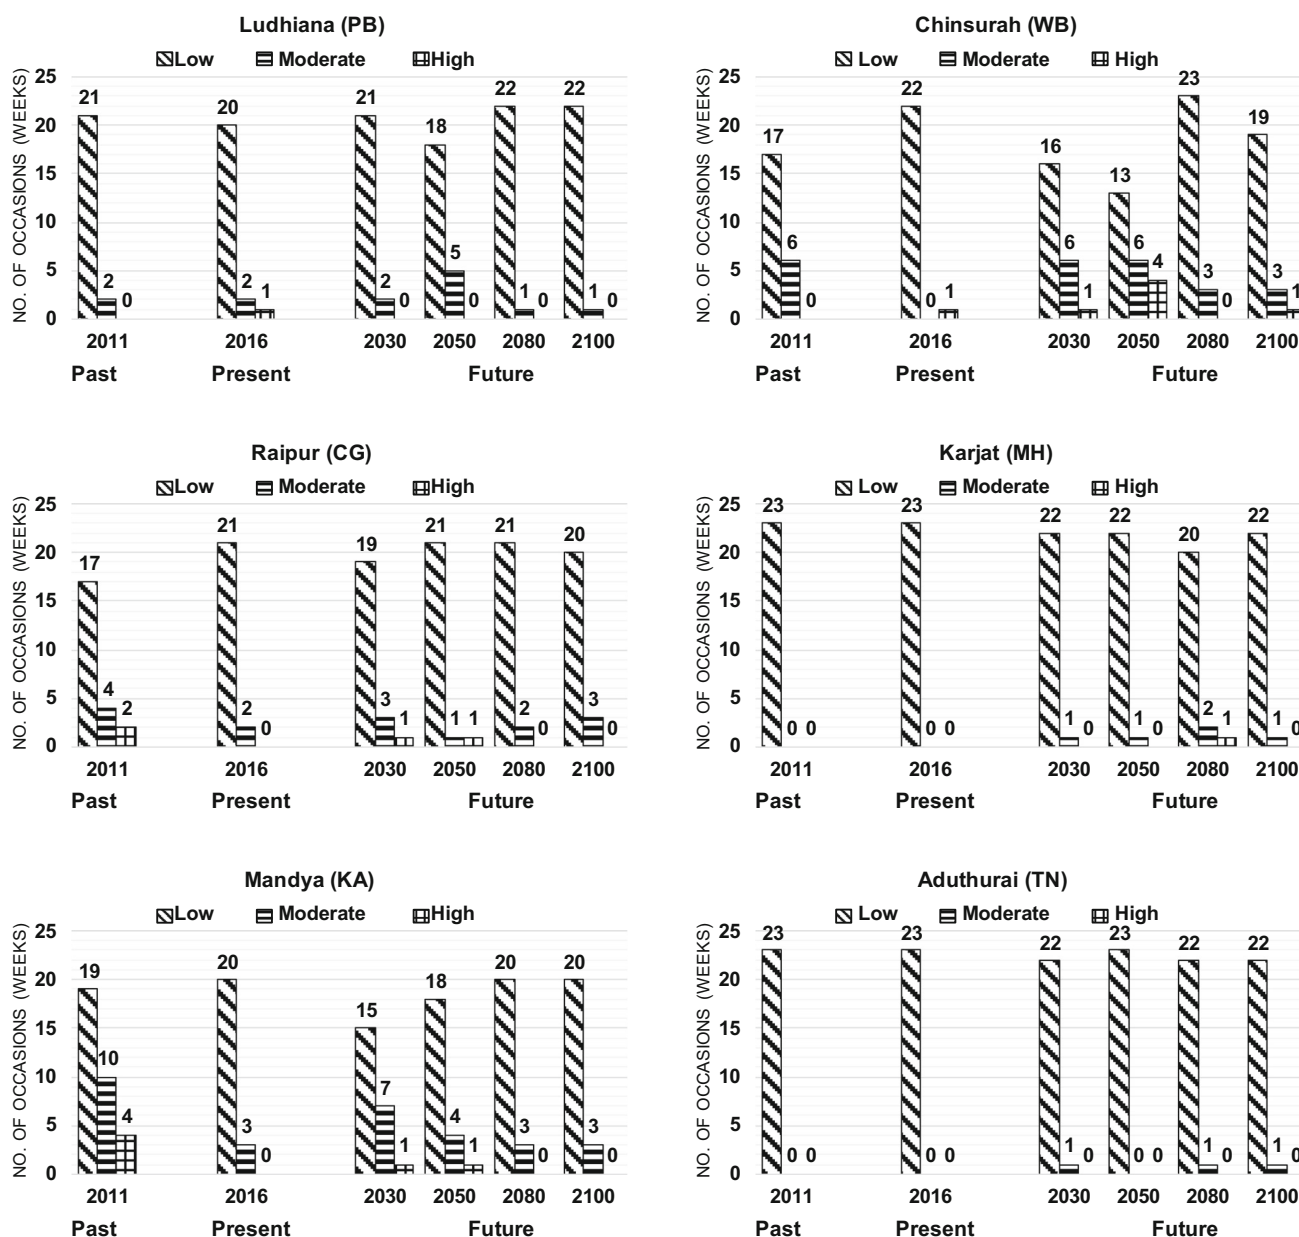 Ludhiana (PB)
Low Moderate High
NO. OF OCCASIONS (WEEKS)
25
20
15
10
5
0
21 2 0 20 2 1 21 2 0 18 5 0 22 1 0 22 1 0
2011 2016 2030 2050 2080 2100
Past Present Future
Chinsurah (WB)
Low Moderate High
NO. OF OCCASIONS (WEEKS)
25
20
15
10
5
0
17 6 0 22 0 1 16 6 1 13 6 4 23 3 0 19 3 1
2011 2016 2030 2050 2080 2100
Past Present Future
Raipur (CG)
Low Moderate High
NO. OF OCCASIONS (WEEKS)
25
20
15
10
5
0
17 4 2 21 2 0 19 3 1 21 1 1 21 2 0 20 3 0
2011 2016 2030 2050 2080 2100
Past Present Future
Karjat (MH)
Low Moderate High
NO. OF OCCASIONS (WEEKS)
25
20
15
10
5
0
23 0 0 23 0 0 22 1 0 22 1 0 20 2 1 22 1 0
2011 2016 2030 2050 2080 2100
Past Present Future
Mandya (KA)
Low Moderate High
NO. OF OCCASIONS (WEEKS)
25
20
15
10
5
0
19 10 4 20 3 0 15 7 1 18 4 1 20 3 0 20 3 0
2011 2016 2030 2050 2080 2100
Past Present Future
Aduthurai (TN)
Low Moderate High
NO. OF OCCASIONS (WEEKS)
25
20
15
10
5
0
23 0 0 23 0 0 22 1 0 23 0 0 22 1 0 22 1 0
2011 2016 2030 2050 2080 2100
Past Present Future